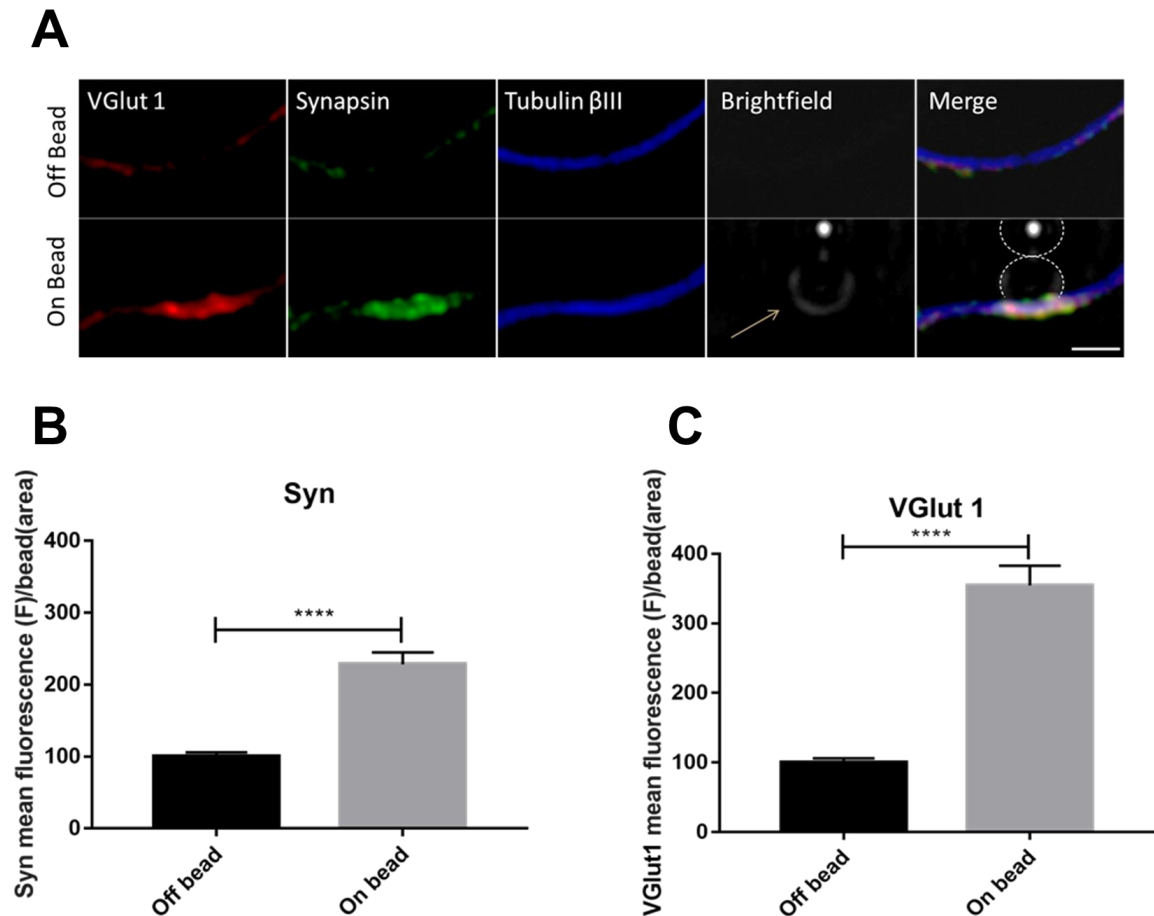 A
VGlut 1
Synapsin
Tubulin βIII
Brightfield
Merge
Off Bead
On Bead
B
Syn
Syn mean fluorescence (F)/bead(area)
400
300
200
100
0
****
Off bead
On bead
C
VGlut 1
VGlut1 mean fluorescence (F)/bead(area)
400
300
200
100
0
****
Off bead
On bead